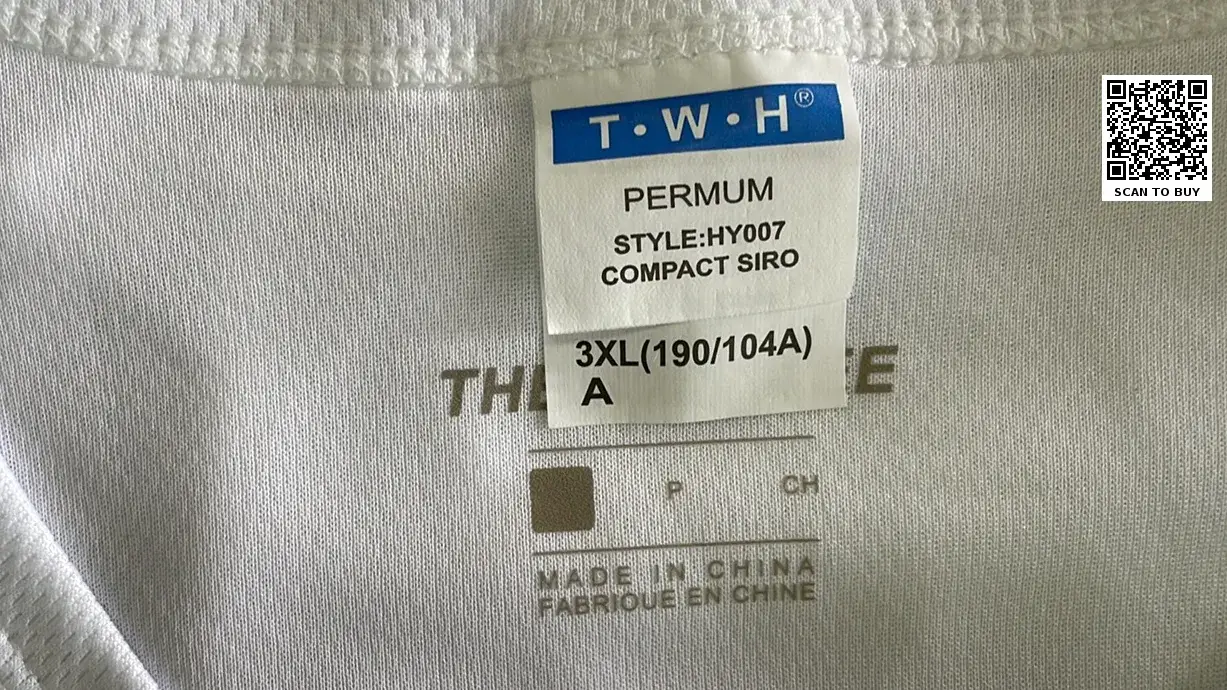 T·W·H®
PERMUM
STYLE:HY007
COMPACT SIRO
3XL(190/104A)
A
P CH
MADE IN CHINA
FABRIQUE EN CHINE
SCAN TO BUY